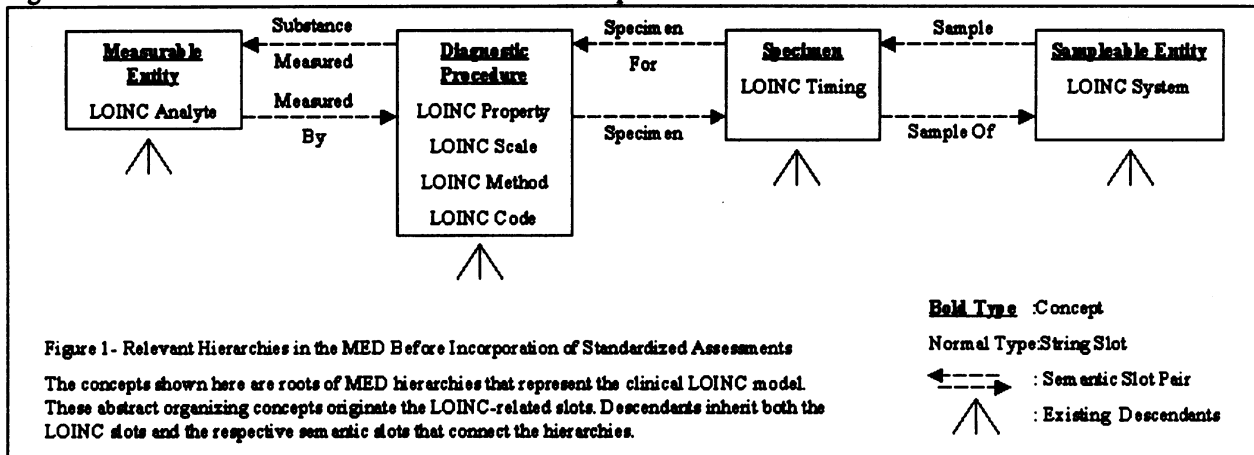 Substance
Measured
Measured
By
Specimen
For
Specimen
Sample
Sample Of
Measurable
Entity
LOINC Analyte
Diagnostic
Procedure
LOINC Property
LOINC Scale
LOINC Method
LOINC Code
Specimen
LOINC Timing
Sampleable Entity
LOINC System
Bold Type :Concept
Normal Type:String Slot
: Semantic Slot Pair
: Existing Descendants
Figure 1- Relevant Hierarchies in the MED Before Incorporation of Standardized Assessments
The concepts shown here are roots of MED hierarchies that represent the clinical LOINC model.
These abstract organizing concepts originate the LOINC-related slots. Descendants inherit both the
LOINC slots and the respective semantic slots that connect the hierarchies.